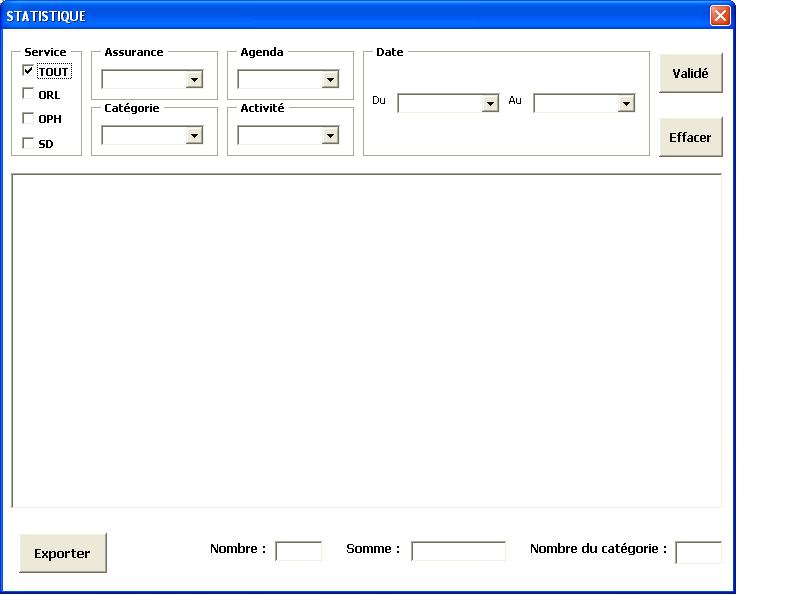 STATISTIQUE
Service
TOUT
ORL
OPH
SD
Assurance
Catégorie
Agenda
Activité
Date
Du
Au
Validé
Effacer
Exporter
Nombre :
Somme :
Nombre du catégorie :